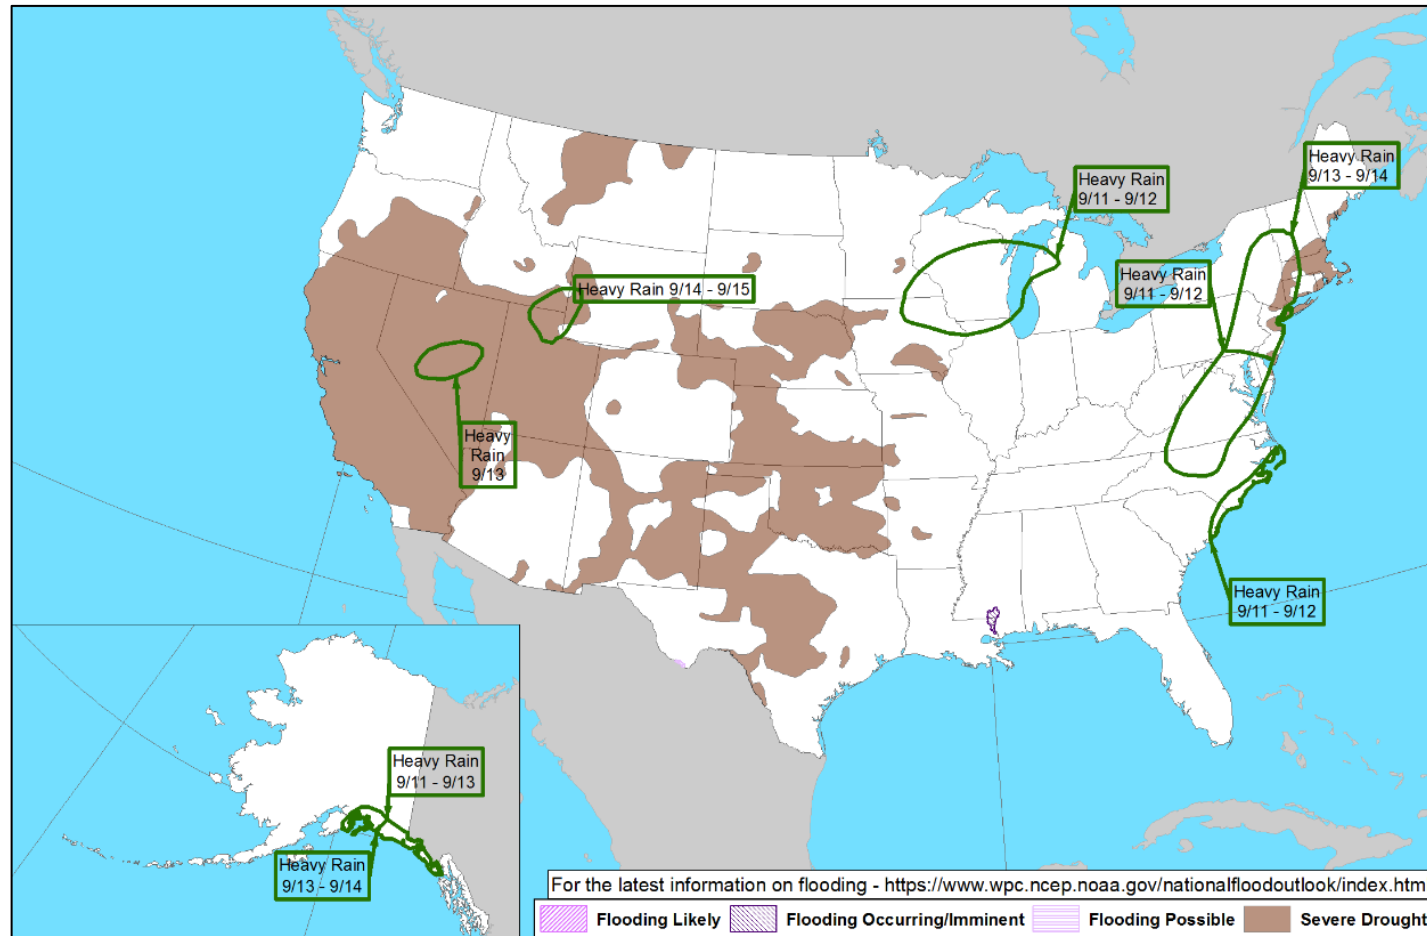 Heavy Rain
9/13 - 9/14
Heavy Rain
9/11 - 9/12
Heavy Rain
9/11 - 9/12
Heavy Rain 9/14 - 9/15
Heavy
Rain
9/13
Heavy Rain
9/11 - 9/12
Heavy Rain
9/11 - 9/13
Heavy Rain
9/13 - 9/14
For the latest information on flooding - https://www.wpc.ncep.noaa.gov/nationalfloodoutlook/index.htm
Flooding Likely
Flooding Occurring/Imminent
Flooding Possible
Severe Drought